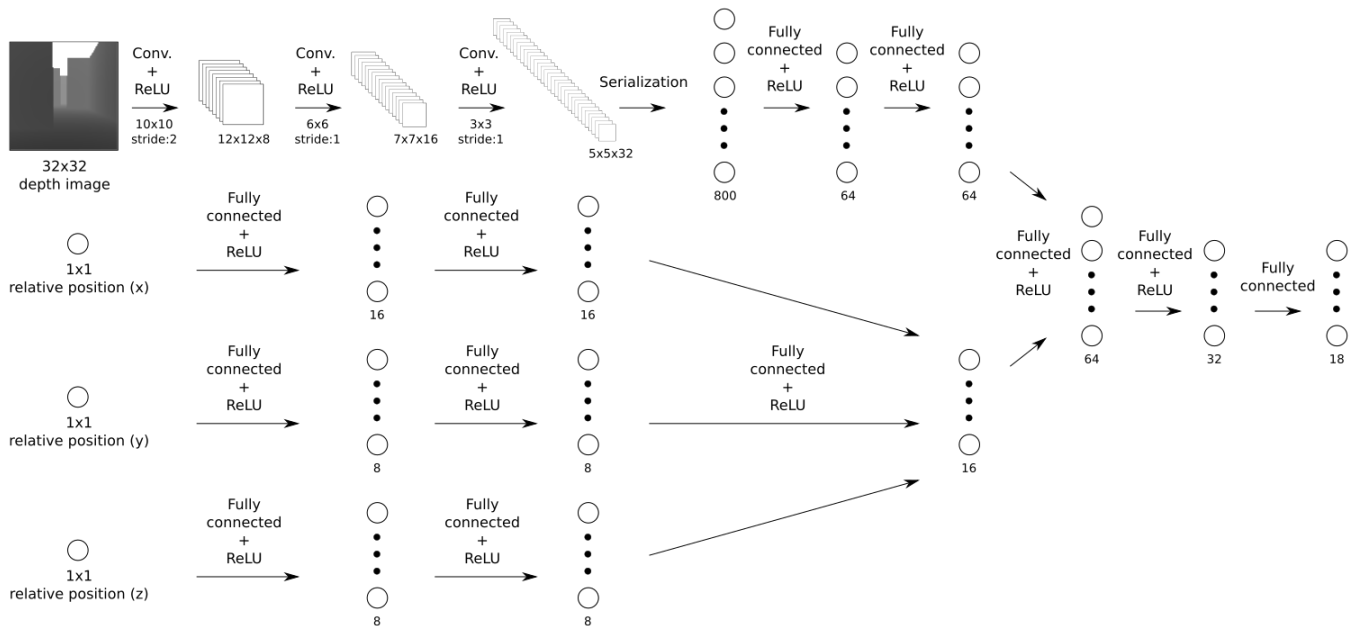 Conv.
+
ReLU
10x10
stride:2
32x32
depth image
12x12x8
Conv.
+
ReLU
6x6
stride:1
7x7x16
Conv.
+
ReLU
3x3
stride:1
5x5x32
Serialization
800
Fully
connected
+
ReLU
64
Fully
connected
+
ReLU
64
1x1
relative position (x)
Fully
connected
+
ReLU
16
Fully
connected
+
ReLU
16
1x1
relative position (y)
Fully
connected
+
ReLU
8
Fully
connected
+
ReLU
8
Fully
connected
+
ReLU
16
1x1
relative position (z)
Fully
connected
+
ReLU
8
Fully
connected
+
ReLU
8
Fully
connected
+
ReLU
64
Fully
connected
+
ReLU
32
Fully
connected
18